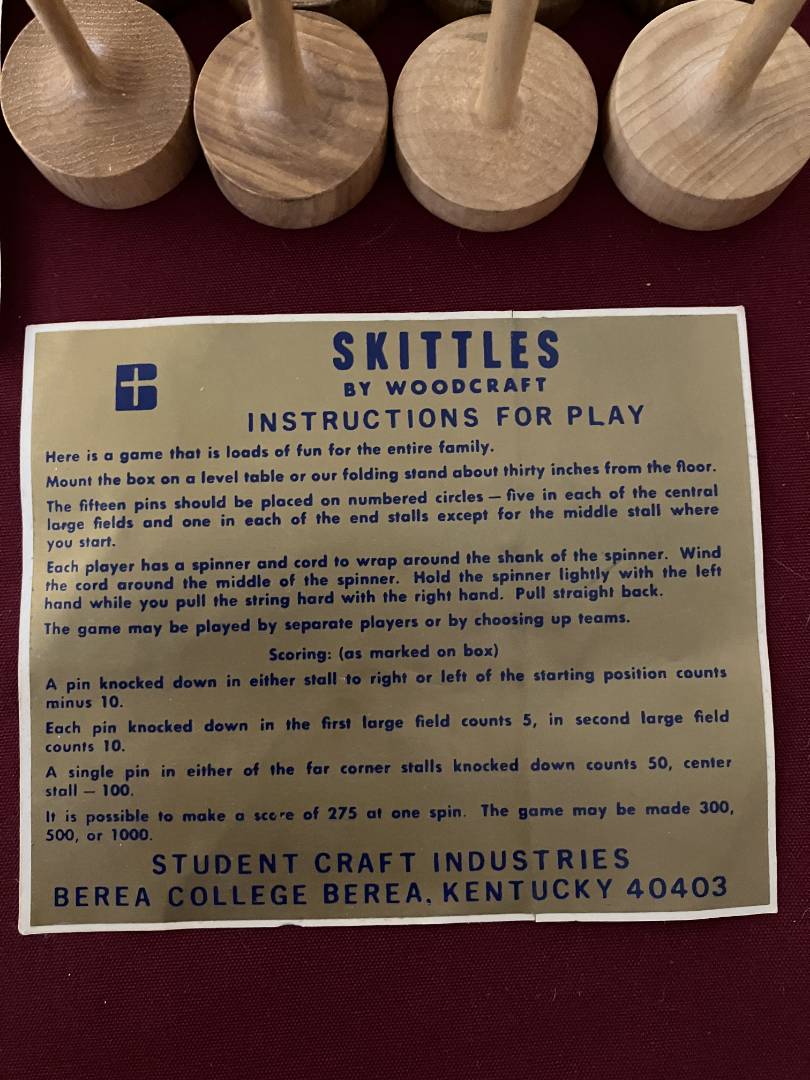 SKITTLES
B
BY WOODCRAFT
INSTRUCTIONS FOR PLAY
Here is a game that is loads of fun for the entire family.
Mount the box on a level table or our folding stand about thirty inches from the floor.
The fifteen pins should be placed on numbered circles — five in each of the central
large fields and one in each of the end stalls except for the middle stall where
you start.
Each player has a spinner and cord to wrap around the shank of the spinner. Wind
the cord around the middle of the spinner. Hold the spinner lightly with the left
hand while you pull the string hard with the right hand. Pull straight back.
The game may be played by separate players or by choosing up teams.
Scoring: (as marked on box)
A pin knocked down in either stall to right or left of the starting position counts
minus 10.
Each pin knocked down in the first large field counts 5, in second large field
counts 10.
A single pin in either of the far corner stalls knocked down counts 50, center
stall — 100.
It is possible to make a score of 275 at one spin. The game may be made 300,
500, or 1000.
STUDENT CRAFT INDUSTRIES
BEREA COLLEGE BEREA, KENTUCKY 40403